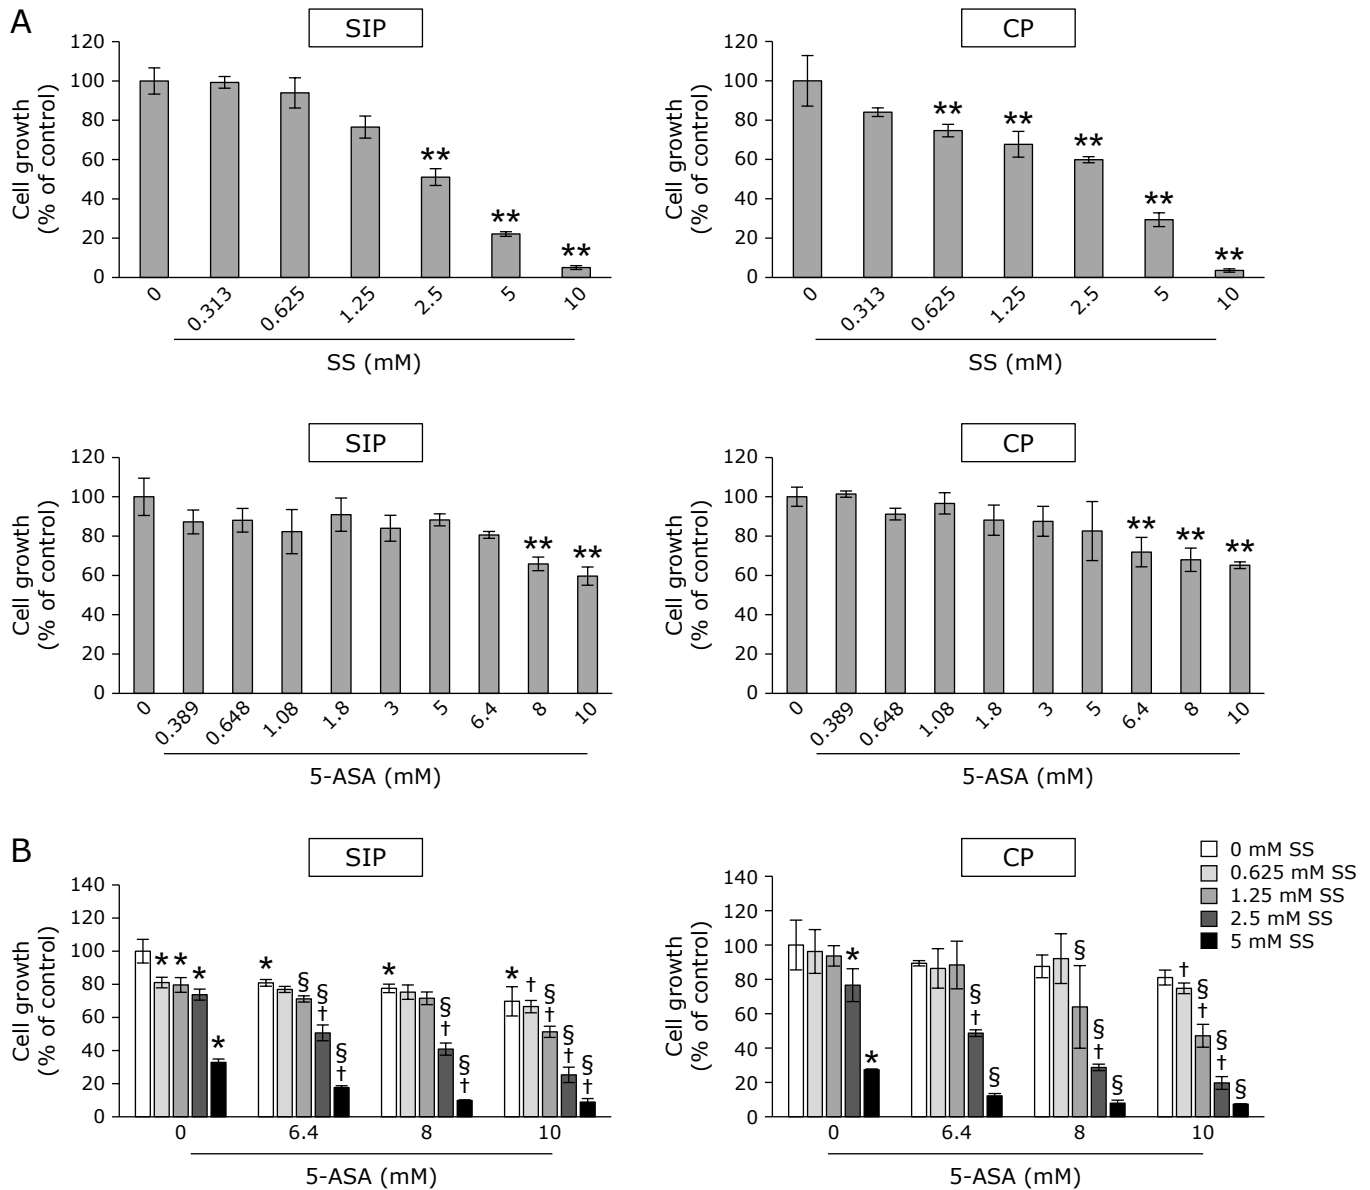 A
SIP
Cell growth
(% of control)
120
100
80
60
40
20
0
**
**
**
0 0.313 0.625 1.25 2.5 5 10
SS (mM)
CP
Cell growth
(% of control)
120
100
80
60
40
20
0
**
**
**
**
**
0 0.313 0.625 1.25 2.5 5 10
SS (mM)
SIP
Cell growth
(% of control)
120
100
80
60
40
20
0
**
**
0 0.389 0.648 1.08 1.8 3 5 6.4 8 10
5-ASA (mM)
CP
Cell growth
(% of control)
120
100
80
60
40
20
0
**
**
**
0 0.389 0.648 1.08 1.8 3 5 6.4 8 10
5-ASA (mM)
B
SIP
Cell growth
(% of control)
140
120
100
80
60
40
20
0
* * * *
* § § † § †
* § † § †
* † § † § † § †
0 6.4 8 10
5-ASA (mM)
CP
Cell growth
(% of control)
140
120
100
80
60
40
20
0
* *
§ † §
§ § † §
† § † § † §
0 6.4 8 10
5-ASA (mM)
0 mM SS
0.625 mM SS
1.25 mM SS
2.5 mM SS
5 mM SS